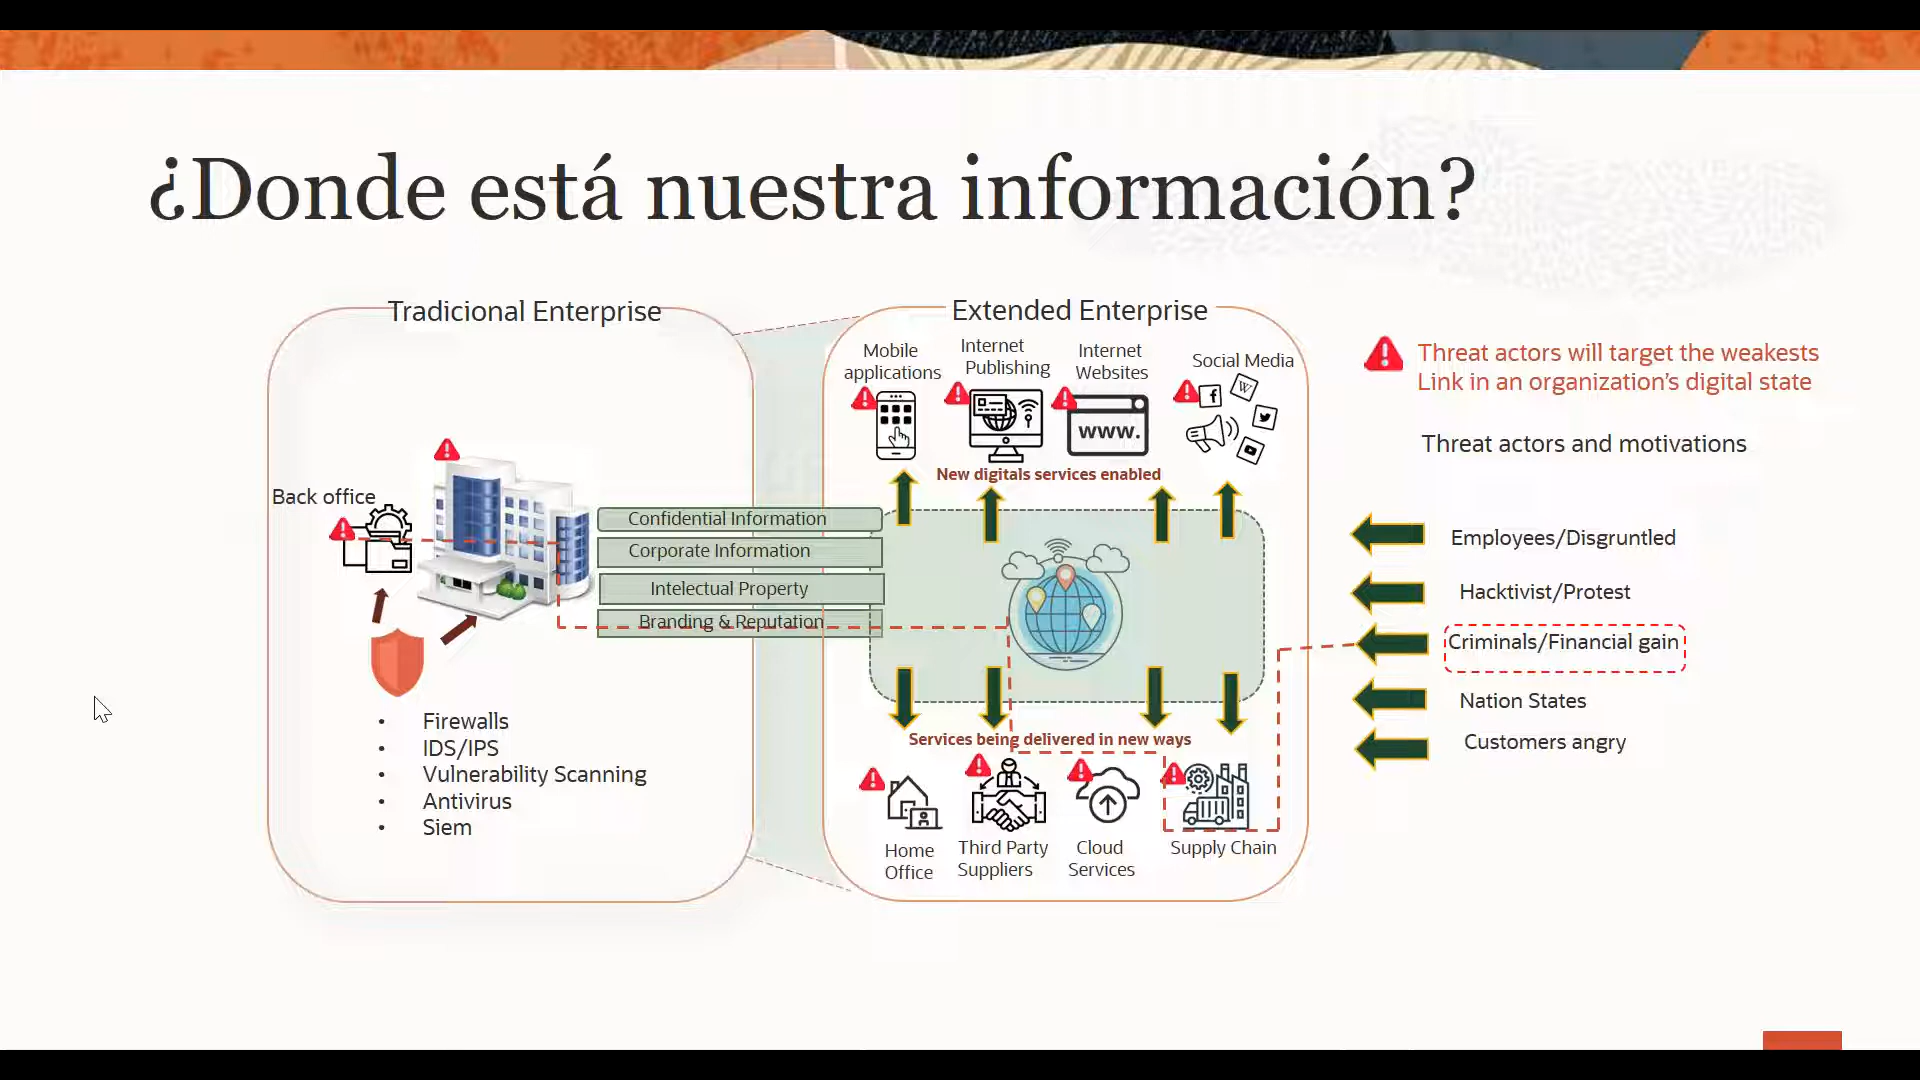 ¿Donde está nuestra información?
Tradicional Enterprise
Back office
Firewalls
IDS/IPS
Vulnerability Scanning
Antivirus
Siem
Confidential Information
Corporate Information
Intelectual Property
Branding & Reputation
Extended Enterprise
Mobile
applications
Internet
Publishing
Internet
Websites
www.
Social Media
f
W
New digitals services enabled
Services being delivered in new ways
Home
Office
Third Party
Suppliers
Cloud
Services
Supply Chain
Threat actors will target the weakests
Link in an organization's digital state
Threat actors and motivations
Employees/Disgruntled
Hacktivist/Protest
Criminals/Financial gain
Nation States
Customers angry